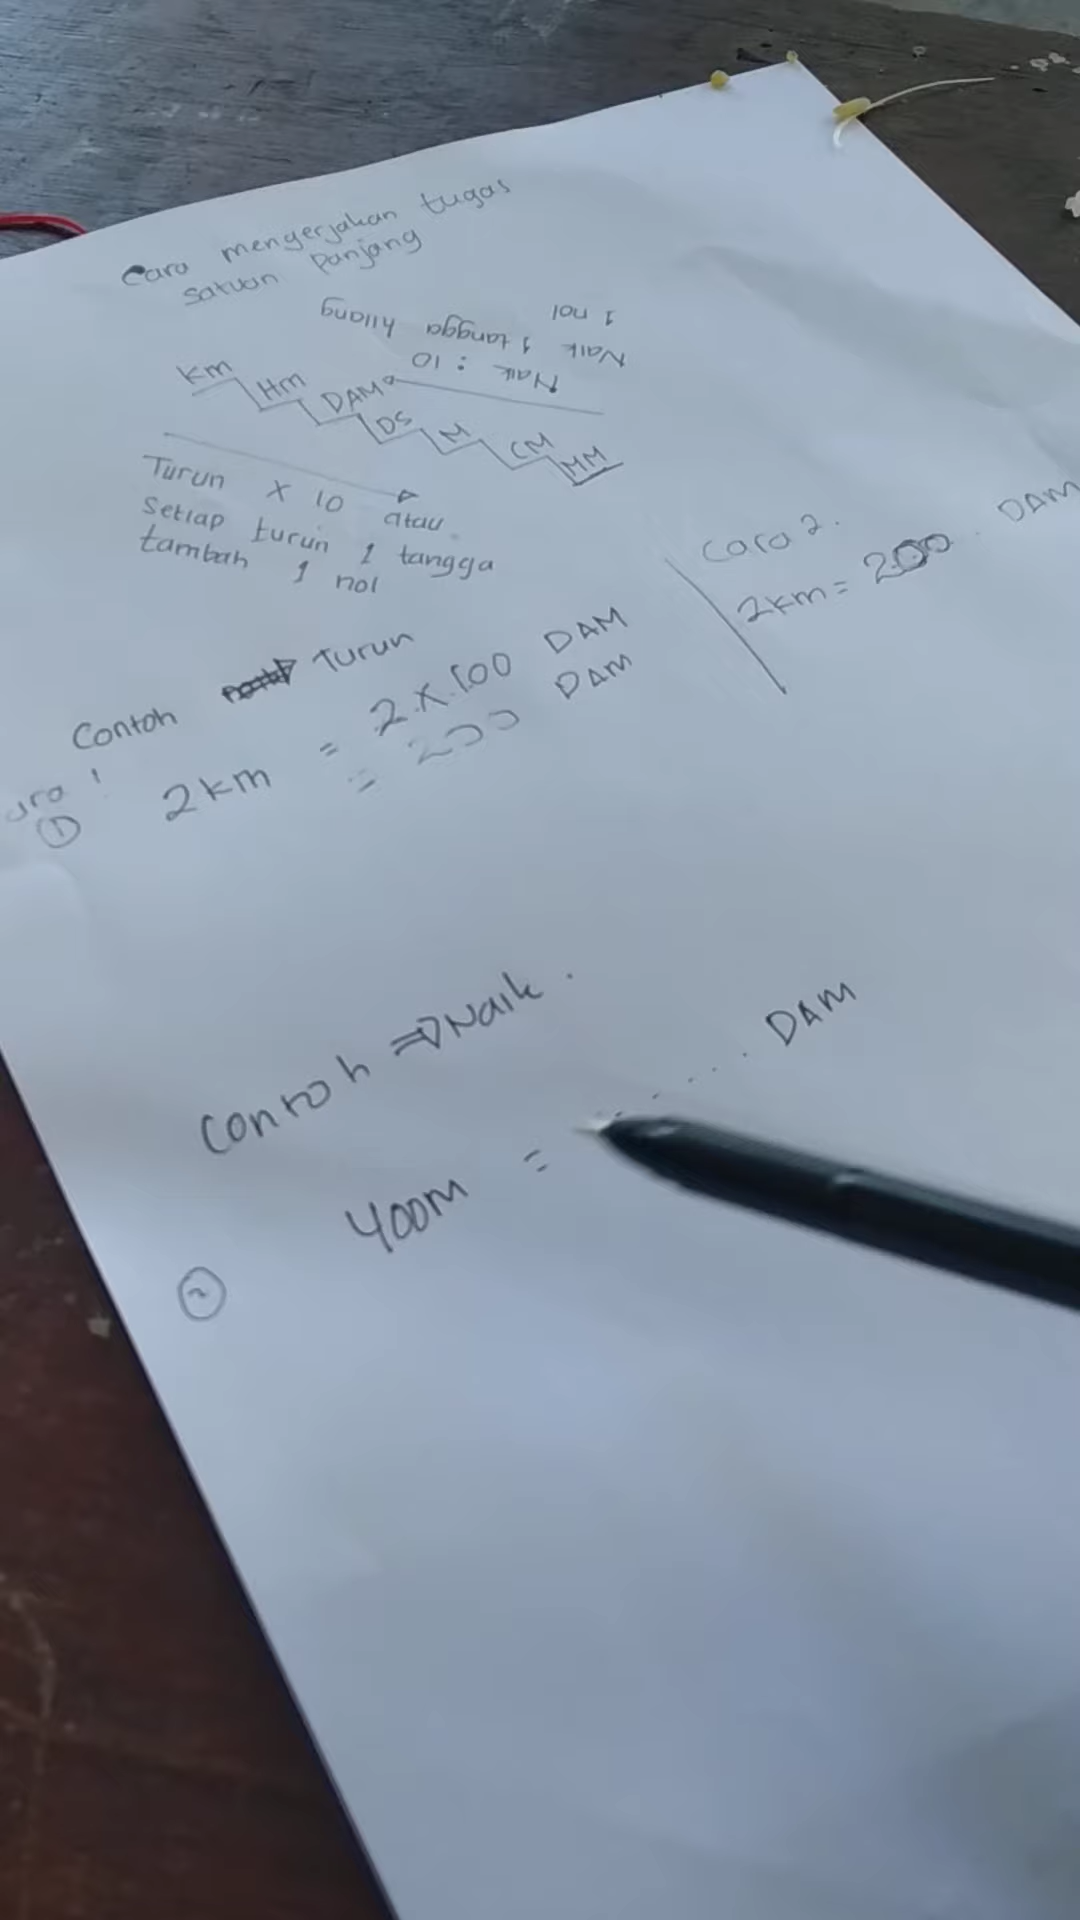 Cara mengerjakan tugas
satuan panjang
Naik : 10
Naik 1 tangga hilang
1 nol
Km
Hm
DAM
DS
M
CM
MM
Turun x 10 atau
setiap turun 1 tangga
tambah 1 nol
Contoh Turun
① 2km = 2 x 100 DAM
= 200 DAM
Cara 2.
2km = 200 DAM
Contoh ⇒ Naik.
② 400m = ........ DAM